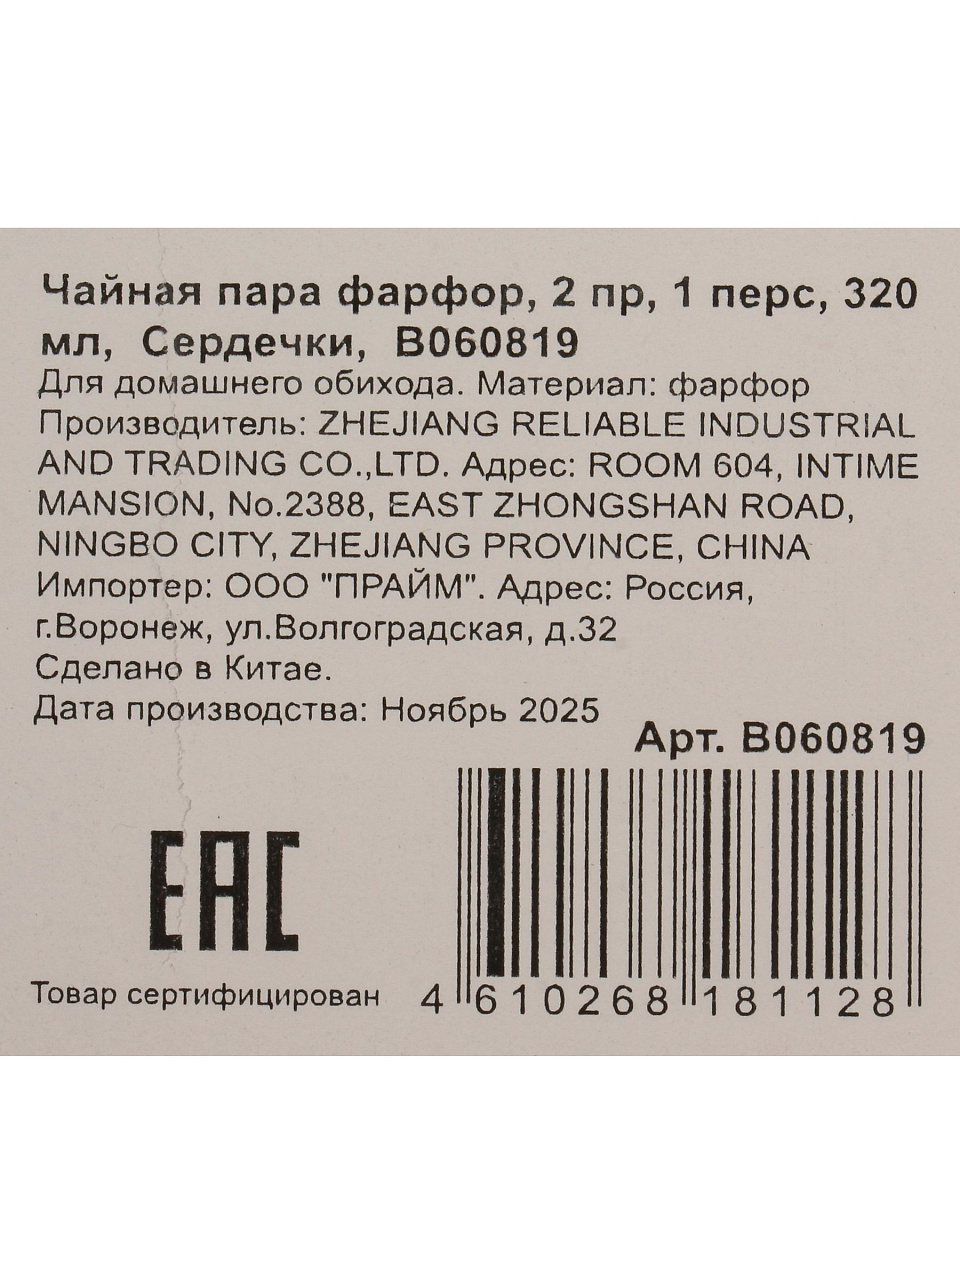 Чайная пара фарфор, 2 пр, 1 перс, 320
мл, Сердечки, B060819
Для домашнего обихода. Материал: фарфор
Производитель: ZHEJIANG RELIABLE INDUSTRIAL
AND TRADING CO.,LTD. Адрес: ROOM 604, INTIME
MANSION, No.2388, EAST ZHONGSHAN ROAD,
NINGBO CITY, ZHEJIANG PROVINCE, CHINA
Импортер: ООО "ПРАЙМ". Адрес: Россия,
г.Воронеж, ул.Волгоградская, д.32
Сделано в Китае.
Дата производства: Ноябрь 2025
Арт. B060819
EAC
Товар сертифицирован
4 610268 181128